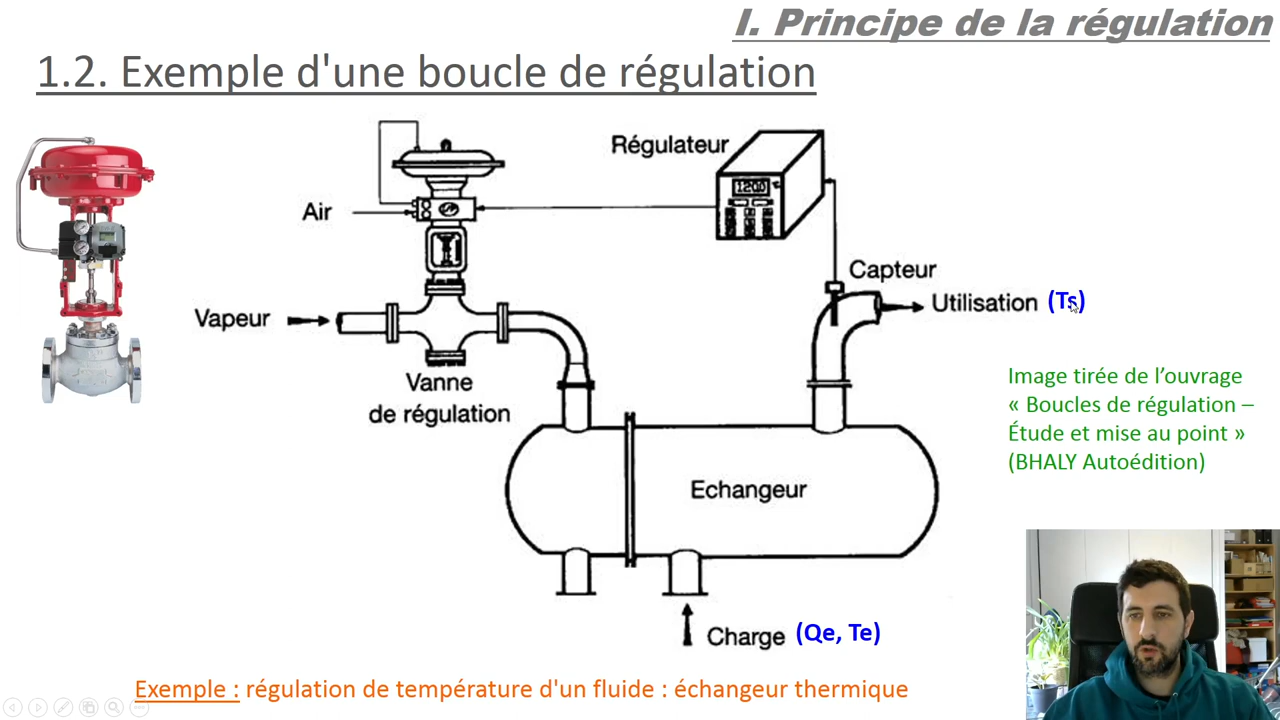 I. Principe de la régulation
1.2. Exemple d'une boucle de régulation
Régulateur
120.0
Air
Capteur
Vapeur
Utilisation (Ts)
Vanne
de régulation
Image tirée de l’ouvrage
« Boucles de régulation –
Étude et mise au point »
(BHALY Autoédition)
Echangeur
Charge (Qe, Te)
Exemple : régulation de température d'un fluide : échangeur thermique